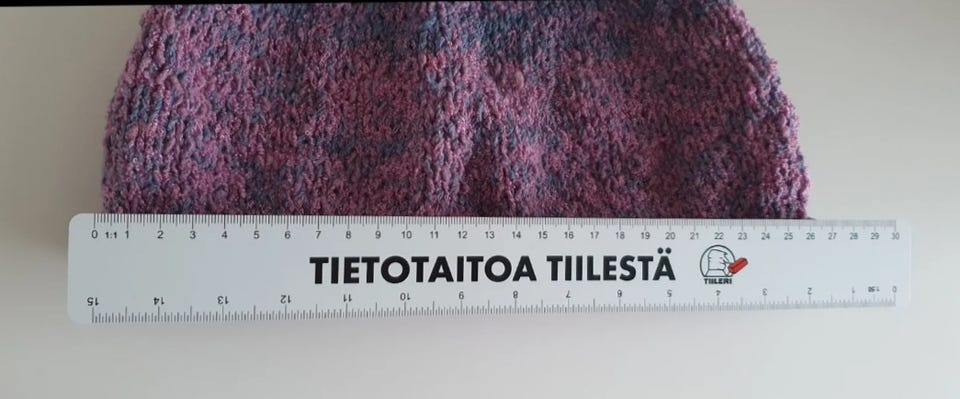 0 1:1 1 2 3 4 5 6 7 8 9 10 11 12 13 14 15 16 17 18 19 20 21 22 23 24 25 26 27 28 29 30
TIETOTAITOA TIILESTÄ
TIILERI
15 14 13 12 11 10 9 8 7 6 5 4 3 2 1 1:50 0